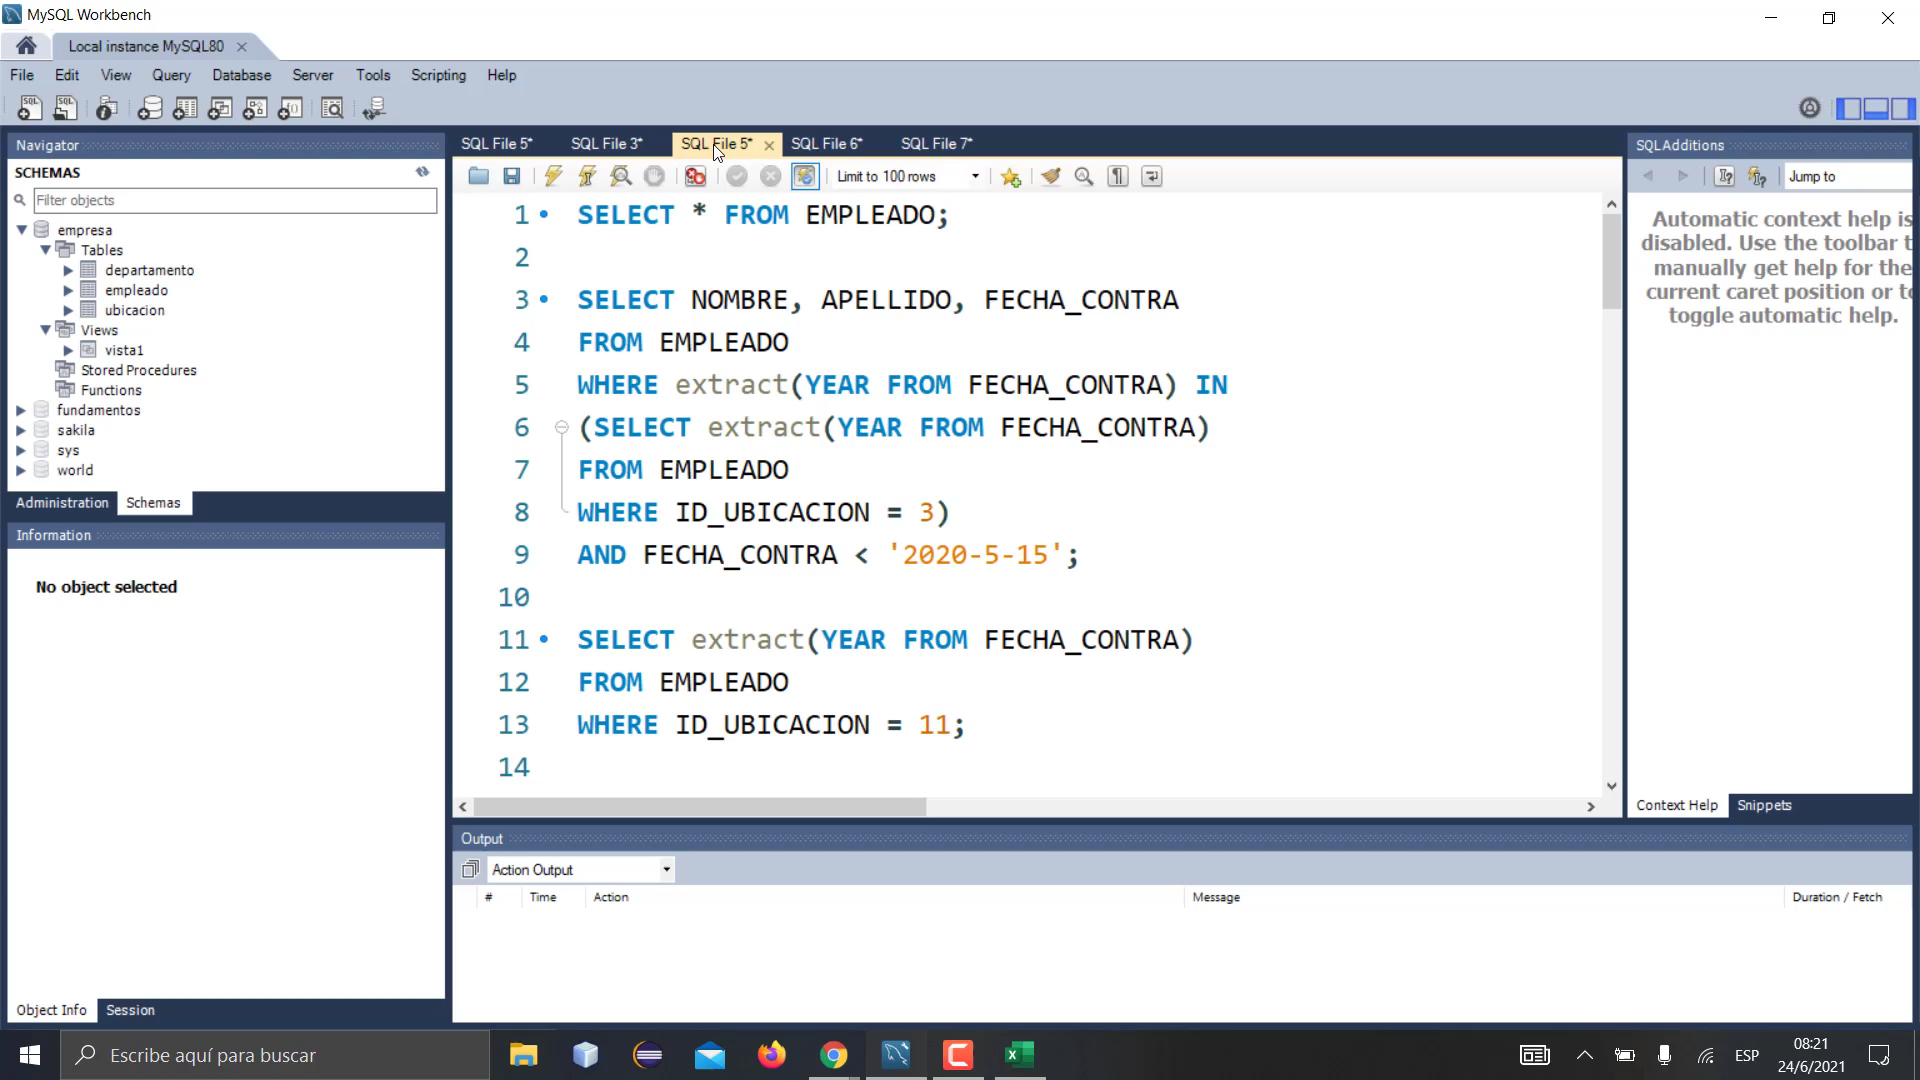 MySQL Workbench
Local instance MySQL80
File Edit View Query Database Server Tools Scripting Help
Navigator
SCHEMAS
Filter objects
empresa
Tables
departamento
empleado
ubicacion
Views
vista1
Stored Procedures
Functions
fundamentos
sakila
sys
world
Administration Schemas
Information
No object selected
Object Info Session
SQL File 5* SQL File 3* SQL File 5* SQL File 6* SQL File 7*
Limit to 100 rows
1 SELECT * FROM EMPLEADO;
2
3 SELECT NOMBRE, APELLIDO, FECHA_CONTRA
4 FROM EMPLEADO
5 WHERE extract(YEAR FROM FECHA_CONTRA) IN
6 (SELECT extract(YEAR FROM FECHA_CONTRA)
7 FROM EMPLEADO
8 WHERE ID_UBICACION = 3)
9 AND FECHA_CONTRA < '2020-5-15';
10
11 SELECT extract(YEAR FROM FECHA_CONTRA)
12 FROM EMPLEADO
13 WHERE ID_UBICACION = 11;
14
SQLAdditions
Jump to
Automatic context help is
disabled. Use the toolbar t
manually get help for the
current caret position or to
toggle automatic help.
Context Help Snippets
Output
Action Output
# Time Action Message Duration / Fetch
Escribe aquí para buscar
ESP
08:21
24/6/2021